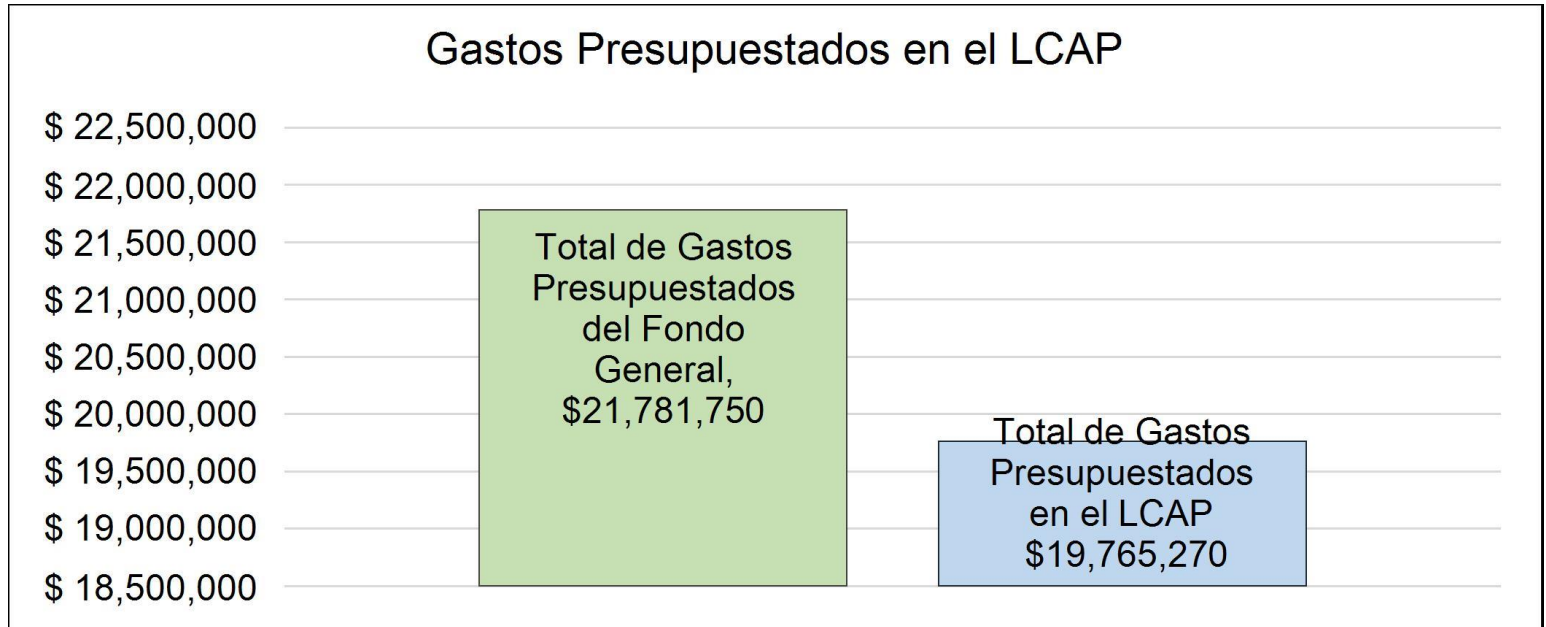 Gastos Presupuestados en el LCAP
$ 22,500,000
$ 22,000,000
$ 21,500,000
$ 21,000,000
$ 20,500,000
$ 20,000,000
$ 19,500,000
$ 19,000,000
$ 18,500,000
Total de Gastos
Presupuestados
del Fondo
General,
$21,781,750
Total de Gastos
Presupuestados
en el LCAP
$19,765,270